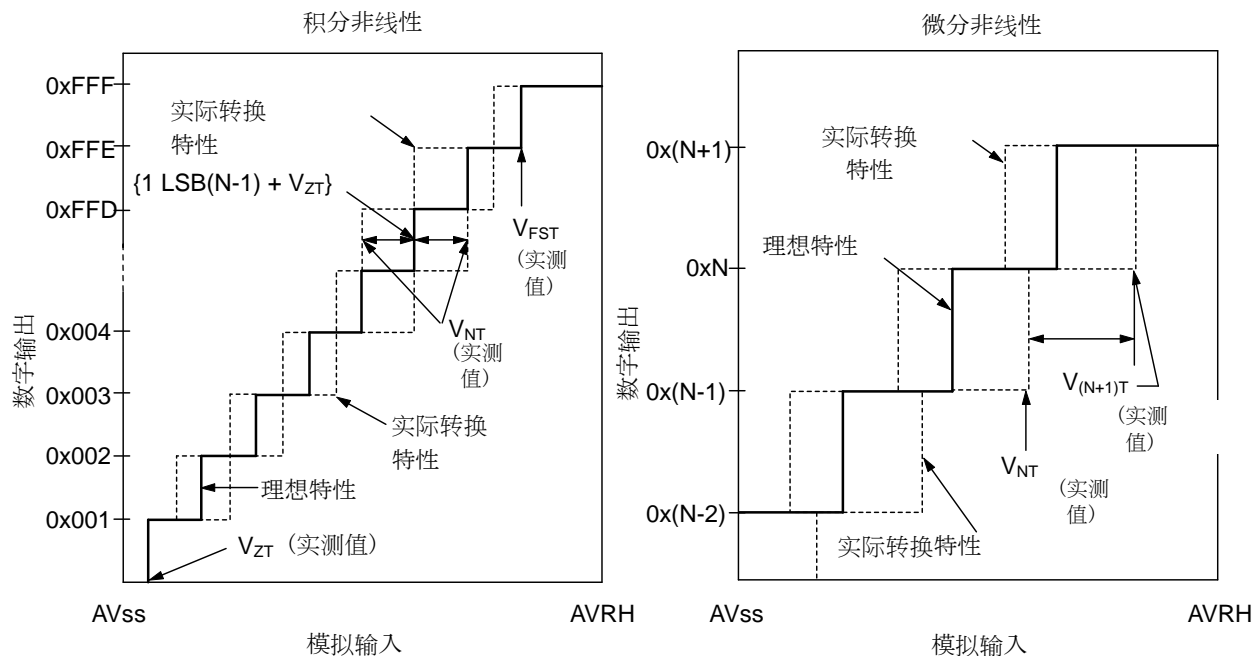 积分非线性
0xFFF
0xFFE
0xFFD
0x004
0x003
0x002
0x001
数字输出
实际转换
特性
{1 LSB(N-1) + VZT}
VFST
(实测
值)
VNT
(实测
值)
实际转换
特性
理想特性
VZT (实测值)
AVss
AVRH
模拟输入
微分非线性
0x(N+1)
0xN
0x(N-1)
0x(N-2)
数字输出
实际转换
特性
理想特性
V(N+1)T
(实测
值)
VNT
(实测
值)
实际转换特性
AVss
AVRH
模拟输入